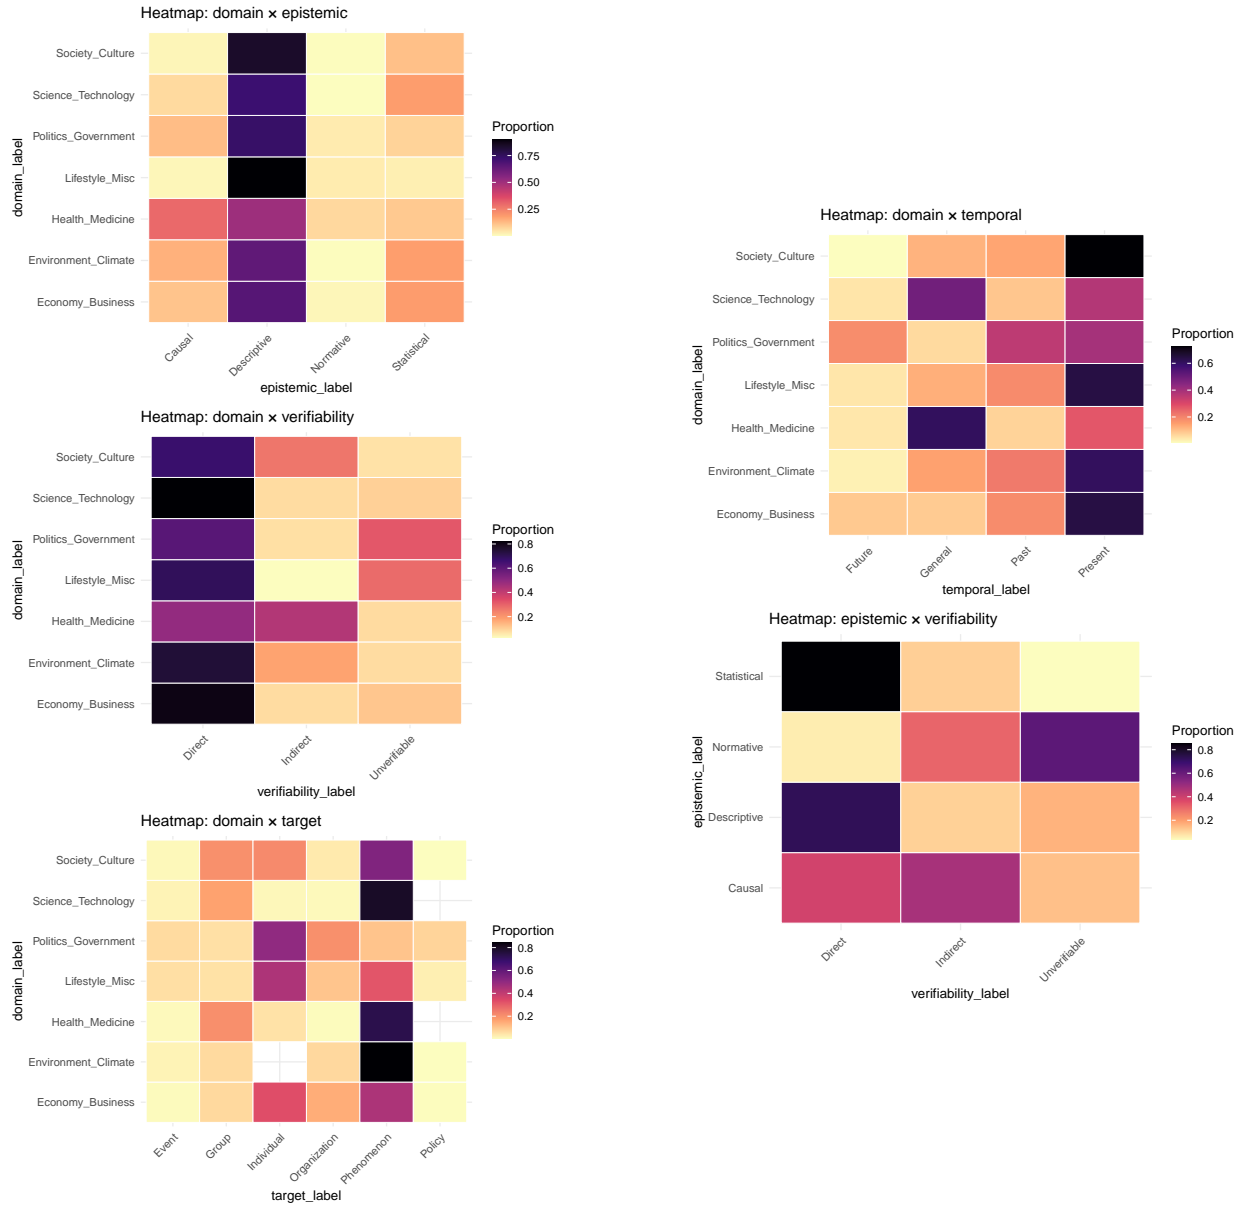 Heatmap: domain × epistemic
domain_label
Society_Culture
Science_Technology
Politics_Government
Lifestyle_Misc
Health_Medicine
Environment_Climate
Economy_Business
Causal
Descriptive
Normative
Statistical
epistemic_label
Proportion
0.75
0.50
0.25
Heatmap: domain × verifiability
domain_label
Society_Culture
Science_Technology
Politics_Government
Lifestyle_Misc
Health_Medicine
Environment_Climate
Economy_Business
Direct
Indirect
Unverifiable
verifiability_label
Proportion
0.8
0.6
0.4
0.2
Heatmap: domain × target
domain_label
Society_Culture
Science_Technology
Politics_Government
Lifestyle_Misc
Health_Medicine
Environment_Climate
Economy_Business
Event
Group
Individual
Organization
Phenomenon
Policy
target_label
Proportion
0.8
0.6
0.4
0.2
Heatmap: domain × temporal
domain_label
Society_Culture
Science_Technology
Politics_Government
Lifestyle_Misc
Health_Medicine
Environment_Climate
Economy_Business
Future
General
Past
Present
temporal_label
Proportion
0.6
0.4
0.2
Heatmap: epistemic × verifiability
epistemic_label
Statistical
Normative
Descriptive
Causal
Direct
Indirect
Unverifiable
verifiability_label
Proportion
0.8
0.6
0.4
0.2